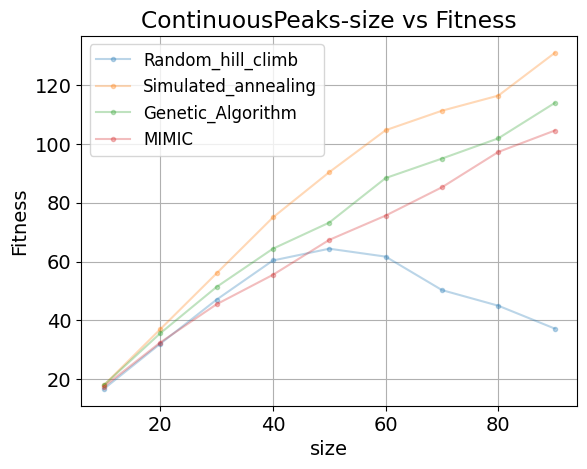 ContinuousPeaks-size vs Fitness
Random_hill_climb
Simulated_annealing
Genetic_Algorithm
MIMIC
Fitness
120
100
80
60
40
20
20 40 60 80
size